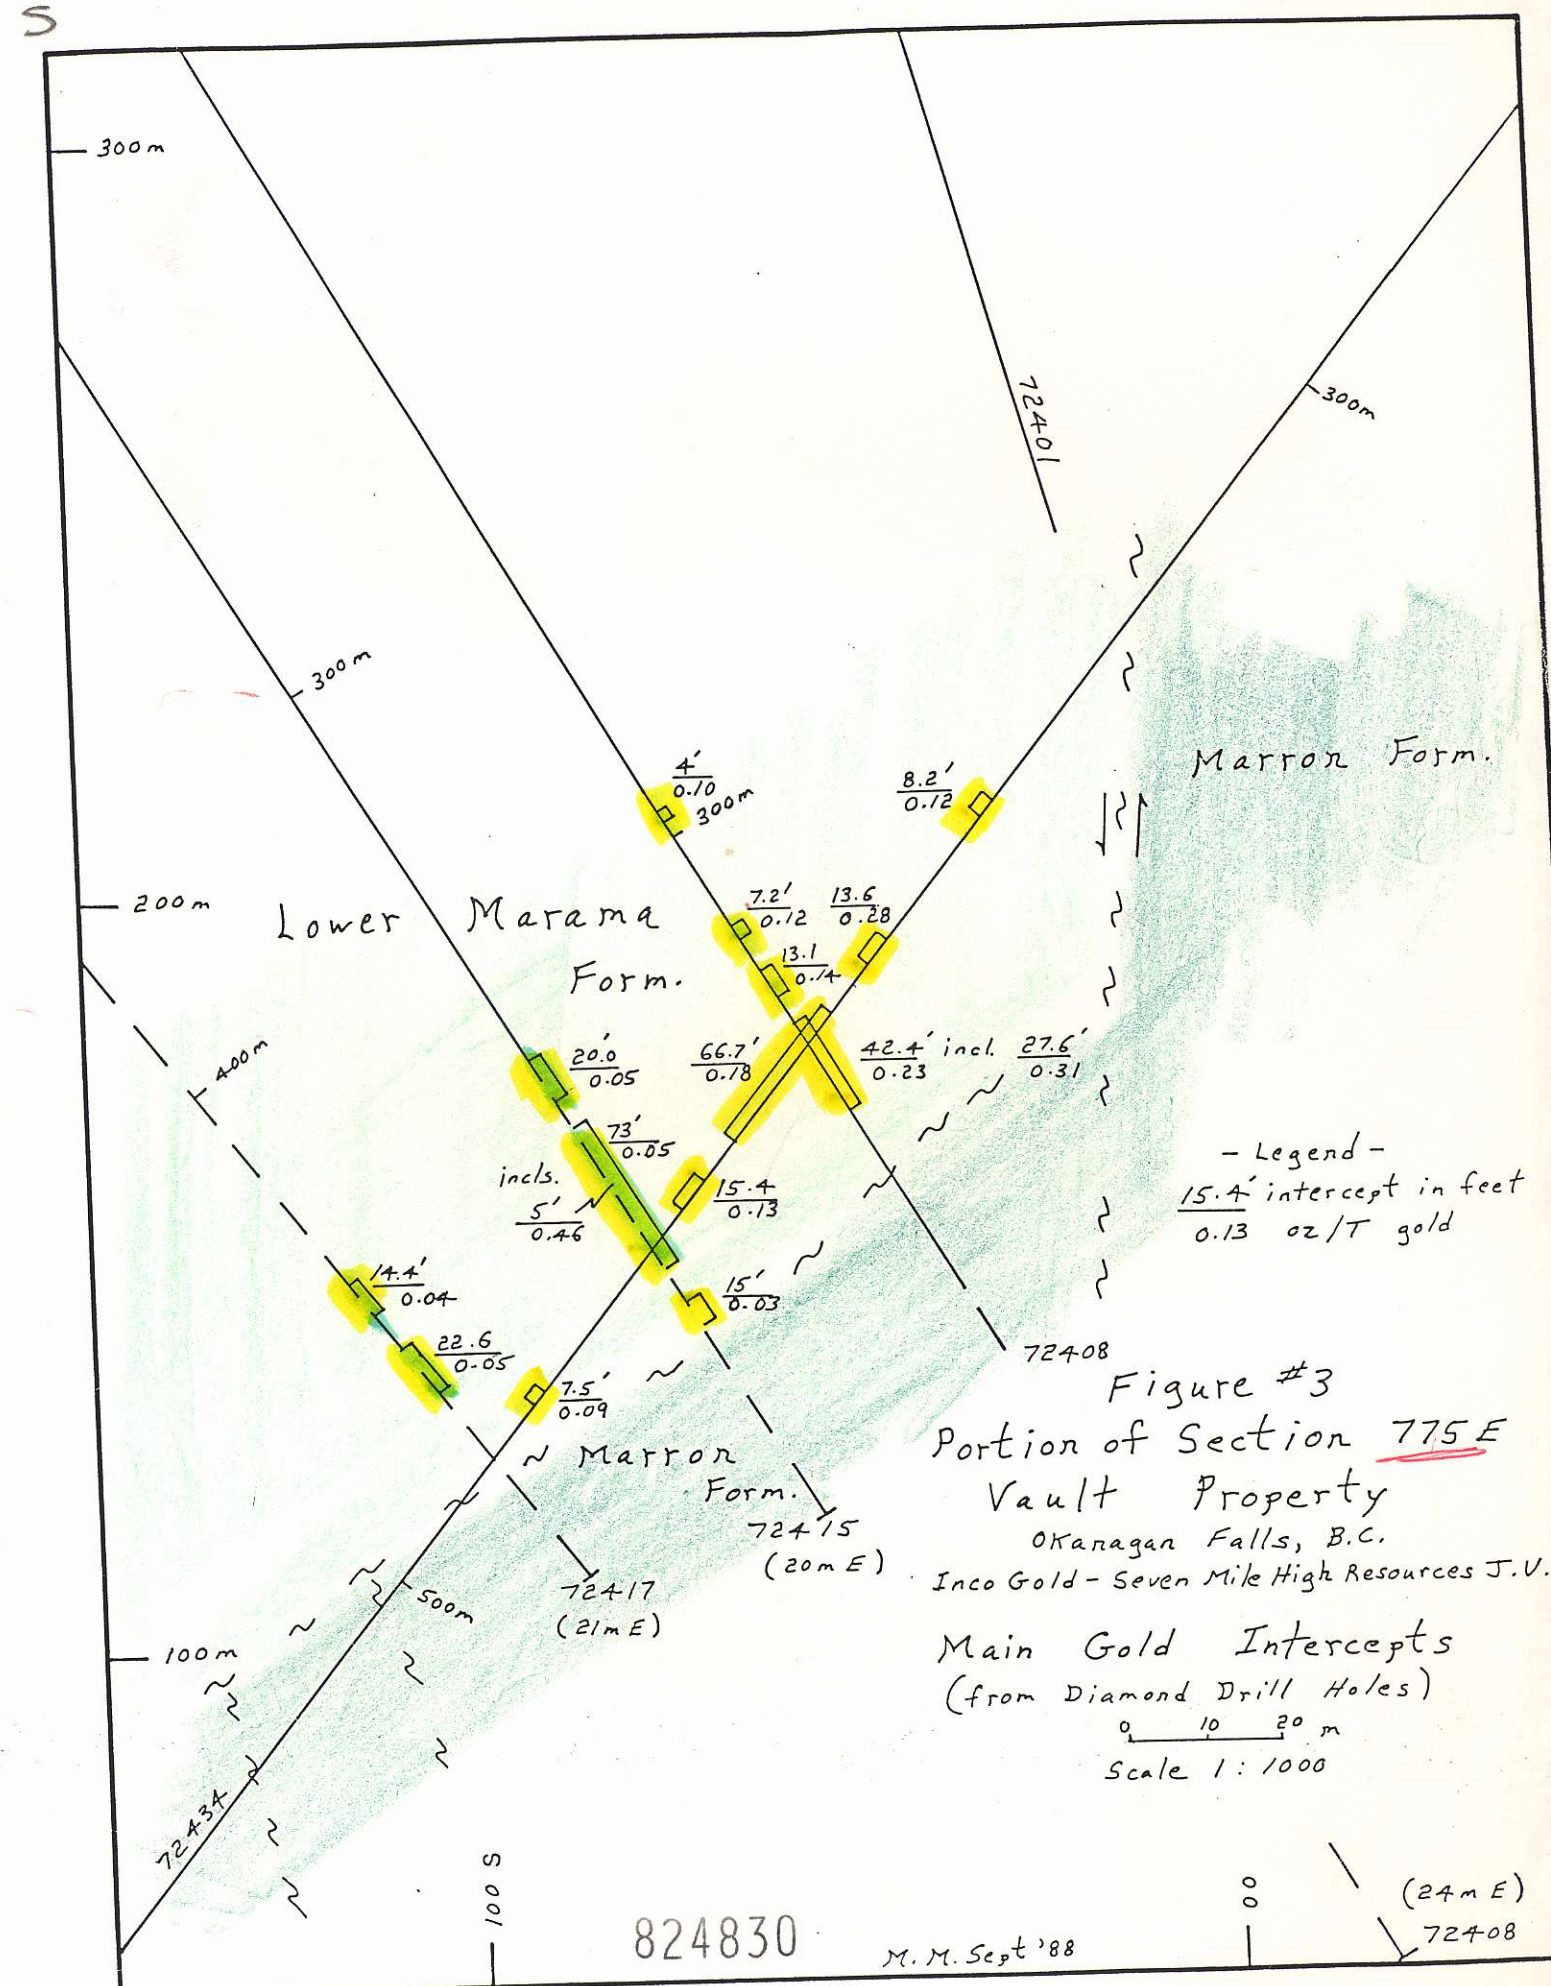 S
300m
72401
300m
300m
Marron Form.
4'
0.10
300m
8.2'
0.12
200m
Lower Marama
Form.
7.2'
0.12
13.6
0.28
13.1
0.14
400m
20.0'
0.05
66.7'
0.18
42.4' incl. 27.6'
0.23 0.31
73'
0.05
incls.
5'
0.46
15.4
0.13
- Legend -
15.4' intercept in feet
0.13 oz/T gold
14.4'
0.04
15'
0.03
22.6
0.05
7.5'
0.09
72408
Marron
Form.
Figure #3
Portion of Section 775E
Vault Property
Okanagan Falls, B.C.
Inco Gold - Seven Mile High Resources J.V.
72415
(20m E)
72417
(21m E)
500m
100m
Main Gold Intercepts
(from Diamond Drill Holes)
0 10 20 m
Scale 1 : 1000
72434
100 S
00
(24m E)
72408
824830
M.M. Sept '88